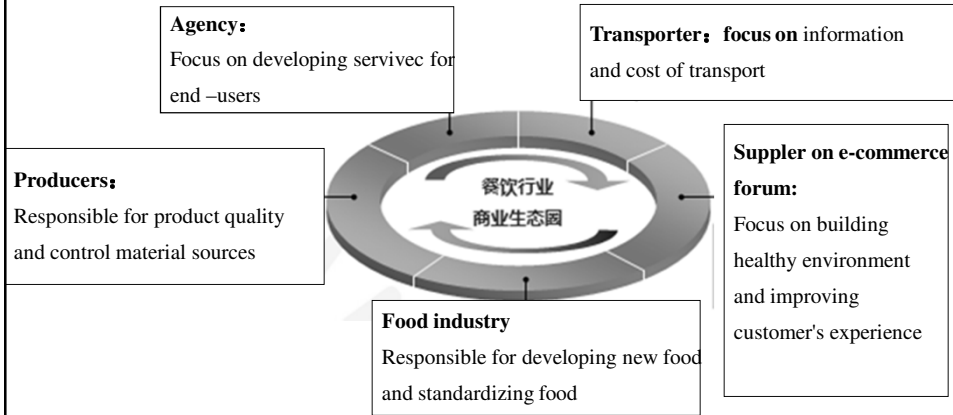 Agency：
Focus on developing servivec for
end –users
Transporter：focus on information
and cost of transport
Producers：
Responsible for product quality
and control material sources
餐饮行业
商业生态园
Suppler on e-commerce
forum:
Focus on building
healthy environment
and improving
customer's experience
Food industry
Responsible for developing new food
and standardizing food